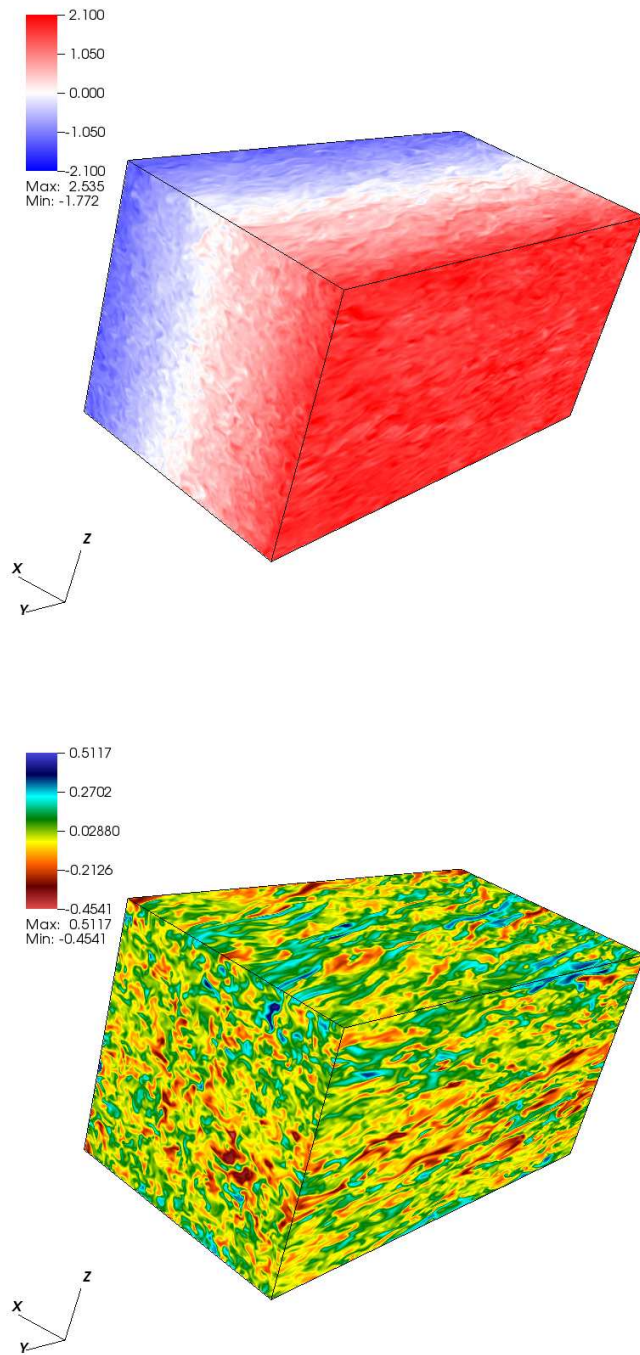 2.100
1.050
0.000
-1.050
-2.100
Max: 2.535
Min: -1.772
Z
X
Y
0.5117
0.2702
0.02880
-0.2126
-0.4541
Max: 0.5117
Min: -0.4541
Z
X
Y